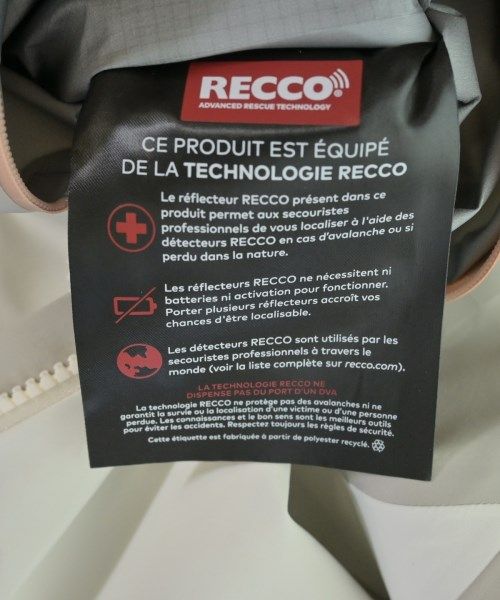 RECCO®
ADVANCED RESCUE TECHNOLOGY
CE PRODUIT EST ÉQUIPÉ
DE LA TECHNOLOGIE RECCO
Le réflecteur RECCO présent dans ce
produit permet aux secouristes
professionnels de vous localiser à l'aide des
détecteurs RECCO en cas d'avalanche ou si
perdu dans la nature.
Les réflecteurs RECCO ne nécessitent ni
batteries ni activation pour fonctionner.
Porter plusieurs réflecteurs accroît vos
chances d'être localisable.
Les détecteurs RECCO sont utilisés par les
secouristes professionnels à travers le
monde (voir la liste complète sur recco.com).
LA TECHNOLOGIE RECCO NE
DISPENSE PAS DU PORT D'UN DVA
La technologie RECCO ne protège pas des avalanches ni ne
garantit la survie ou la localisation d'une victime ou d'une personne
perdue. Les connaissances et le bon sens sont les meilleurs outils
pour éviter les accidents. Respectez toujours les règles de sécurité.
Cette étiquette est fabriquée à partir de polyester recyclé.